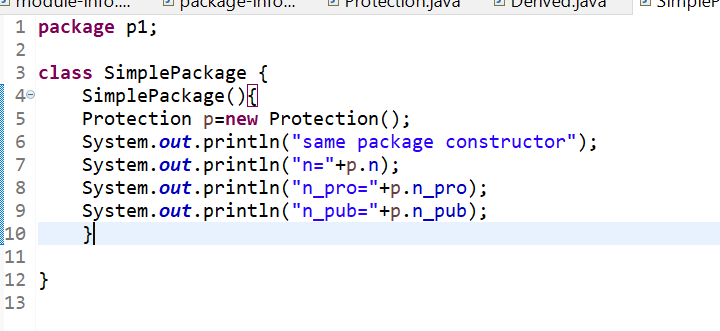 module-info.... package-info... Protection.java Derived.java SimpleP
1 package p1;
2
3 class SimplePackage {
4 SimplePackage(){
5 Protection p=new Protection();
6 System.out.println("same package constructor");
7 System.out.println("n="+p.n);
8 System.out.println("n_pro="+p.n_pro);
9 System.out.println("n_pub="+p.n_pub);
10 }
11
12 }
13